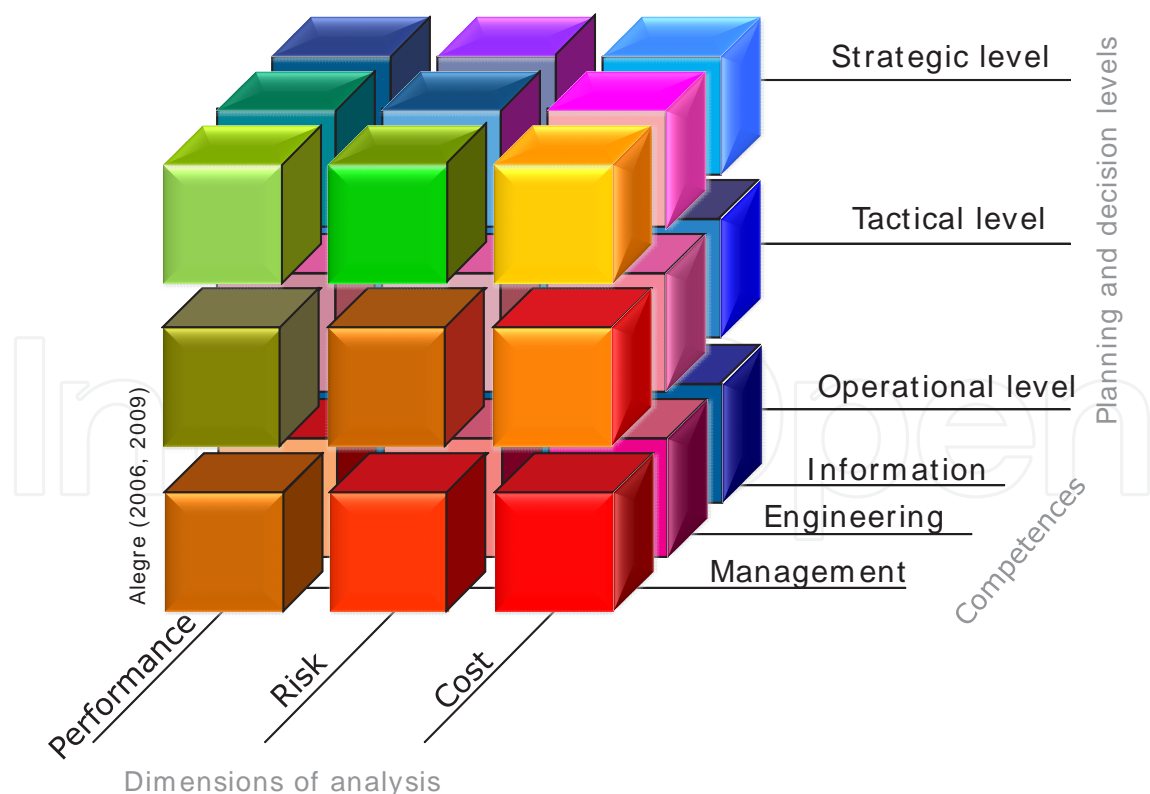 Strategic level
Tactical level
Operational level
Planning and decision levels
Information
Engineering
Management
Competences
Alegre (2006, 2009)
Performance
Risk
Cost
Dimensions of analysis